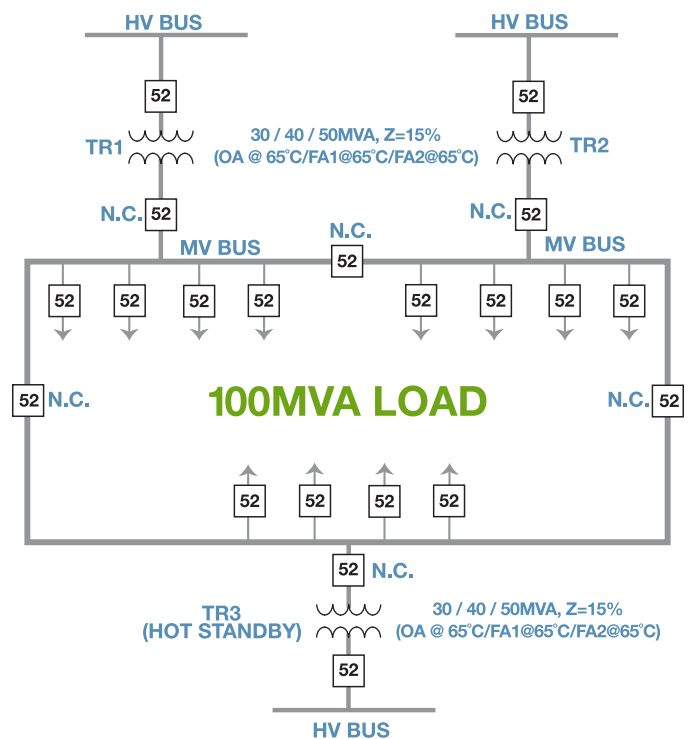 HV BUS
HV BUS
52
52
TR1
30 / 40 / 50MVA, Z=15%
(OA @ 65°C/FA1@65°C/FA2@65°C)
TR2
N.C.
52
N.C.
52
MV BUS
N.C.
52
MV BUS
52
52
52
52
52
52
52
52
52
N.C.
100MVA LOAD
N.C.
52
52
52
52
52
52
N.C.
TR3
(HOT STANDBY)
30 / 40 / 50MVA, Z=15%
(OA @ 65°C/FA1@65°C/FA2@65°C)
52
HV BUS